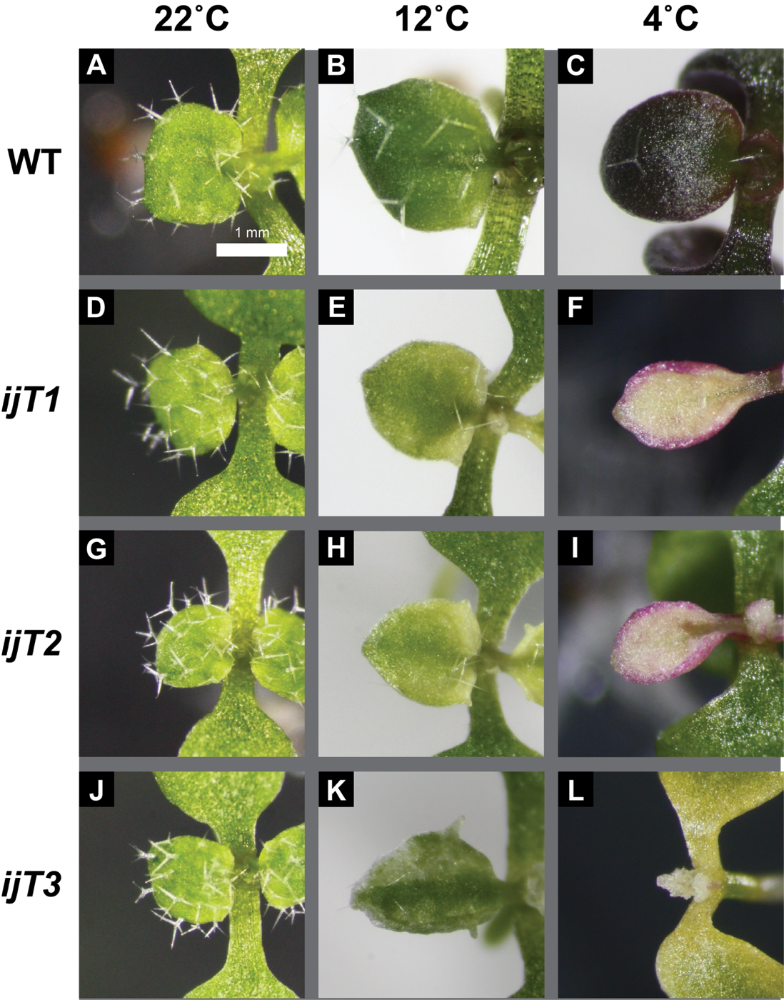 22°C 12°C 4°C
A B C
WT
1 mm
D E F
ijT1
G H I
ijT2
J K L
ijT3